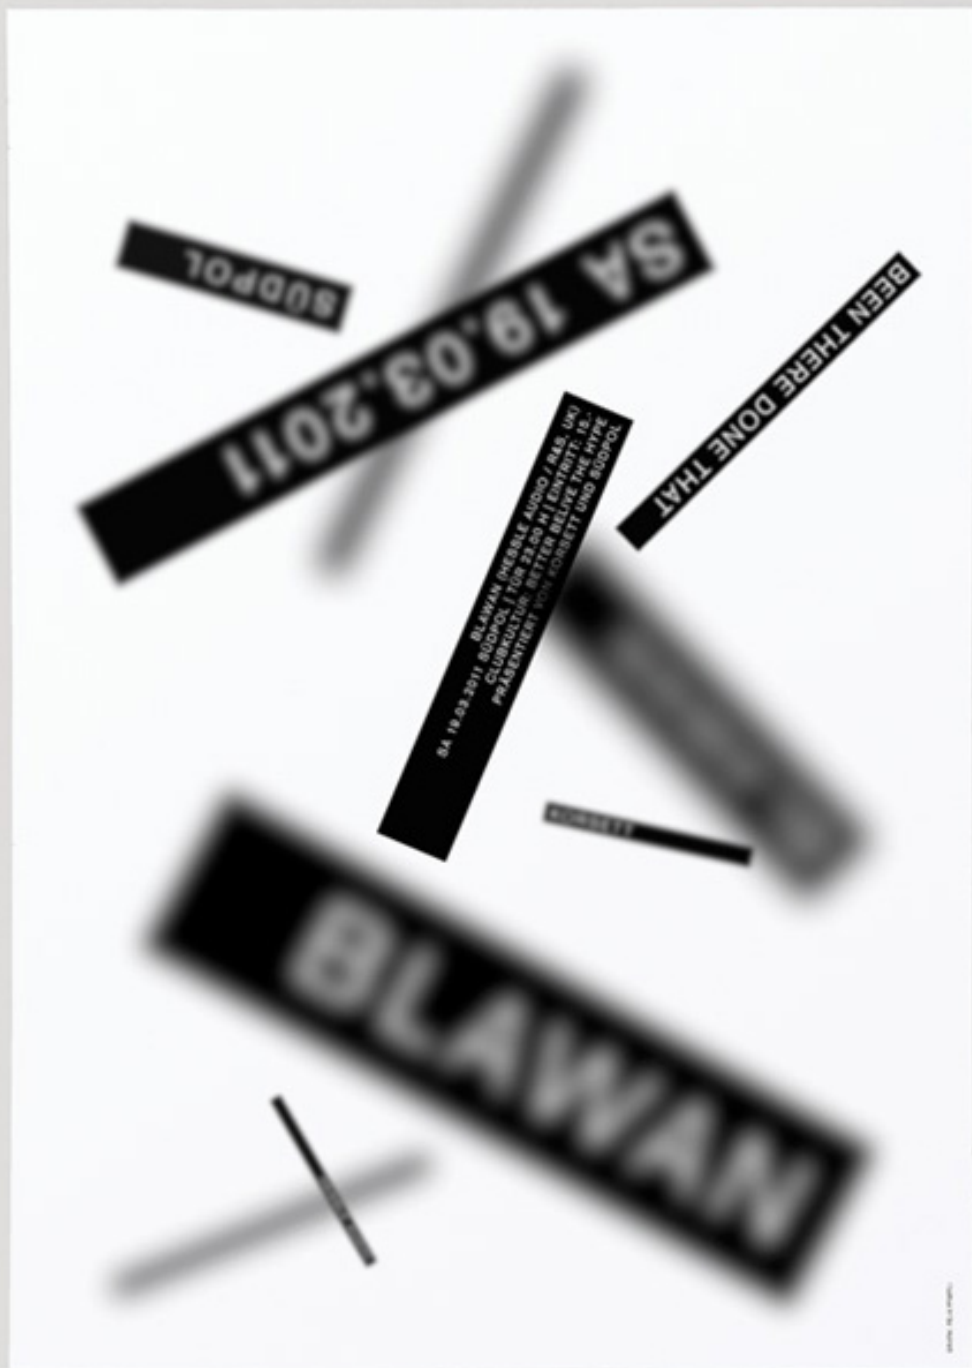 SÜDPOL
SA 19.03.2011
BEEN THERE DONE THAT
BLAWAN (HESSLE AUDIO / R&S, UK)
SA 19.03.2011 SÜDPOL | TÜR 23.00 H | EINTRITT: 15.-
CLUBKULTUR: BETTER BELIVE THE HYPE
PRÄSENTIERT VON KORSETT UND SÜDPOL
KORSETT
BLAWAN